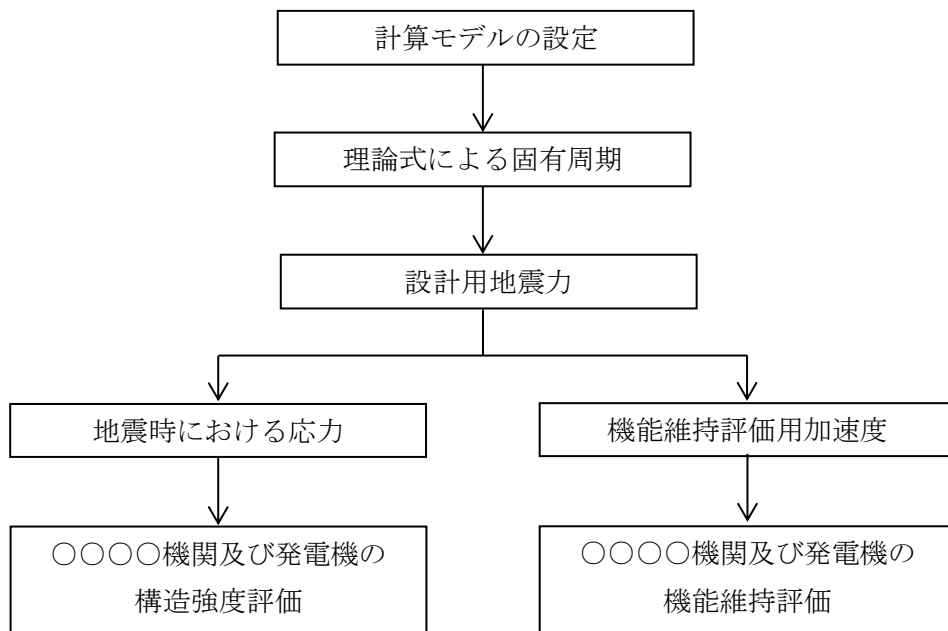 計算モデルの設定
理論式による固有周期
設計用地震力
地震時における応力
機能維持評価用加速度
○○○○機関及び発電機の
構造強度評価
○○○○機関及び発電機の
機能維持評価